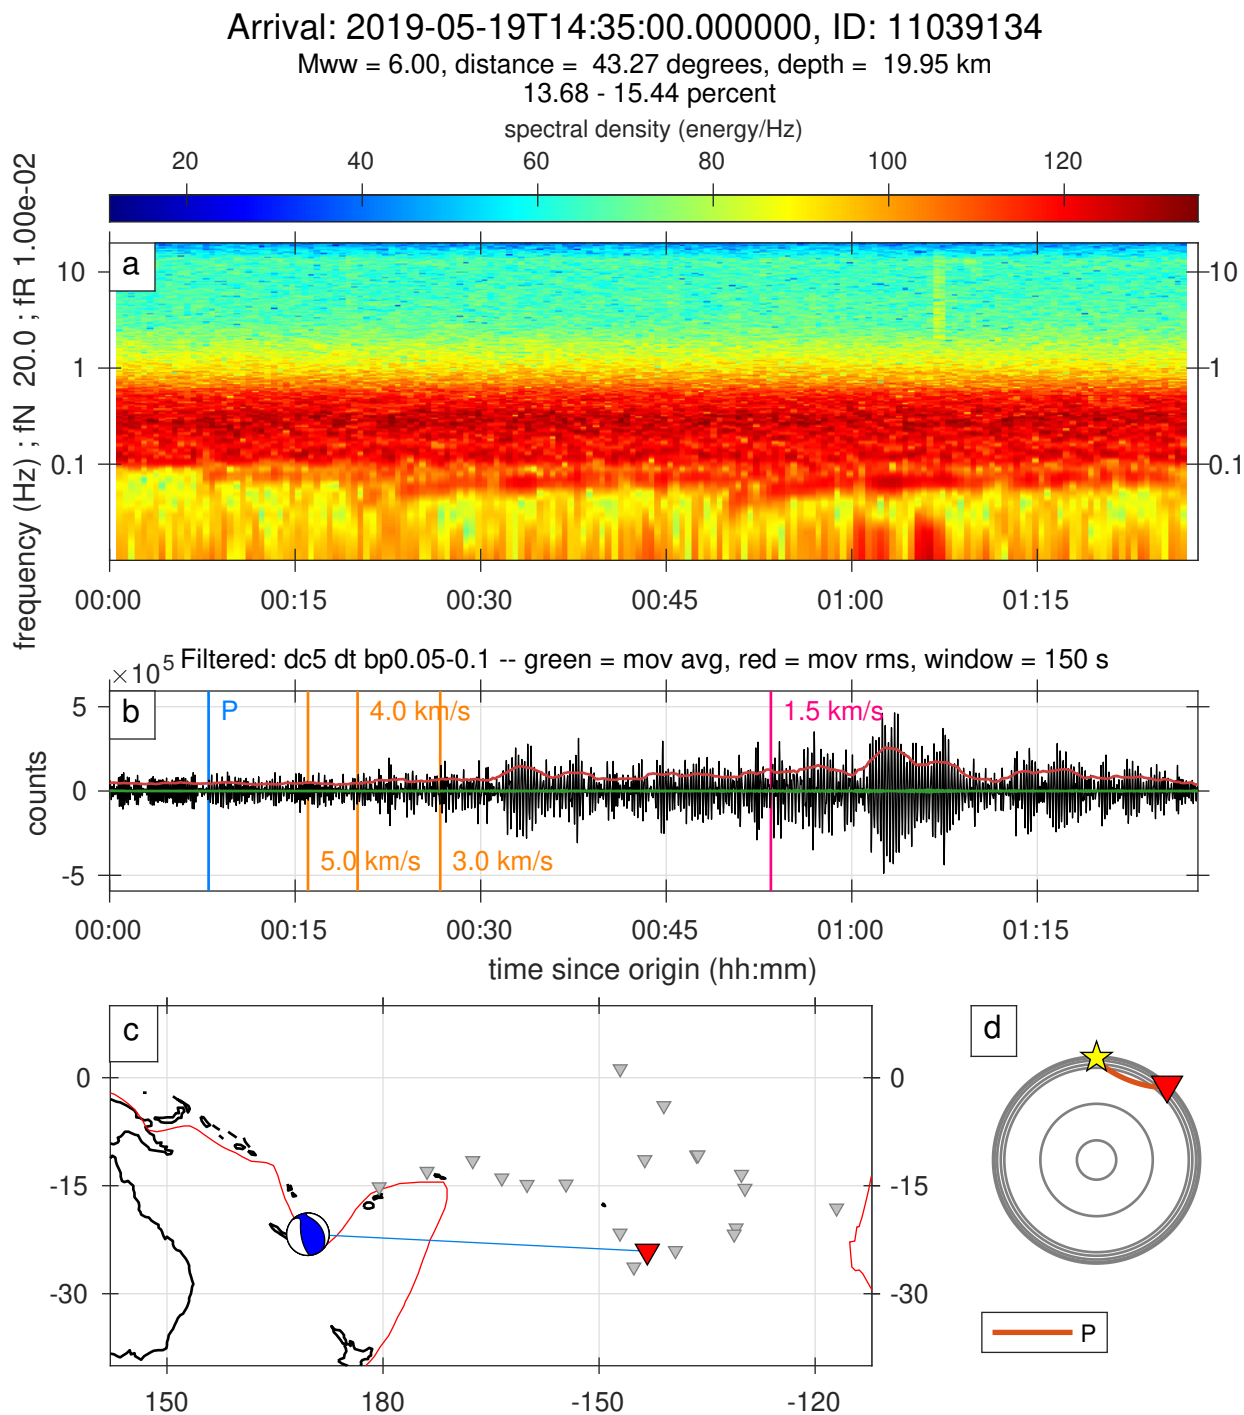 Arrival: 2019-05-19T14:35:00.000000, ID: 11039134
Mww = 6.00, distance =  43.27 degrees, depth =  19.95 km
13.68 - 15.44 percent
spectral density (energy/Hz)
20 40 60 80 100 120
frequency (Hz) ; fN  20.0 ; fR 1.00e-02
a
10 10
1 1
0.1 0.1
00:00 00:15 00:30 00:45 01:00 01:15
×10^5 Filtered: dc5 dt bp0.05-0.1 -- green = mov avg, red = mov rms, window = 150 s
b
P 4.0 km/s 1.5 km/s
5
0
-5
counts
5.0 km/s 3.0 km/s
00:00 00:15 00:30 00:45 01:00 01:15
time since origin (hh:mm)
c
d
0 0
-15 -15
-30 -30
150 180 -150 -120
P